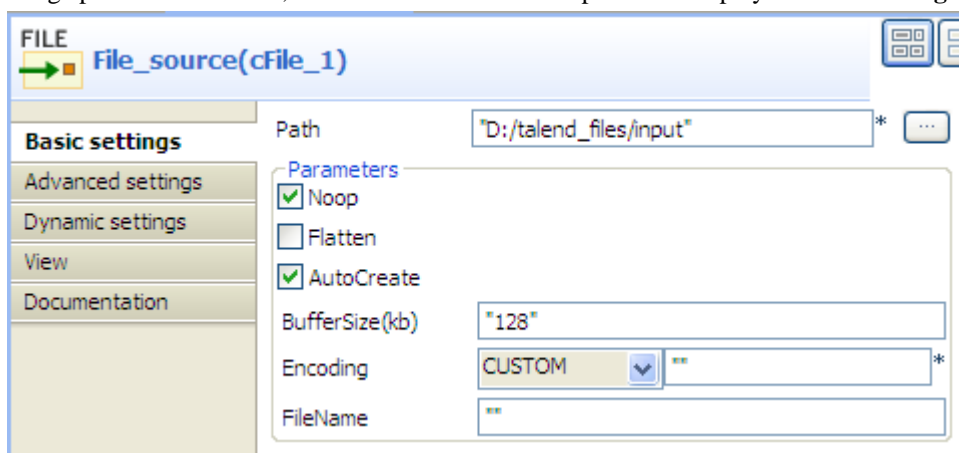 FILE
File_source(cFile_1)
Basic settings
Advanced settings
Dynamic settings
View
Documentation
Path "D:/talend_files/input" * ...
Parameters
Noop
Flatten
AutoCreate
BufferSize(kb) "128"
Encoding CUSTOM "" *
FileName ""